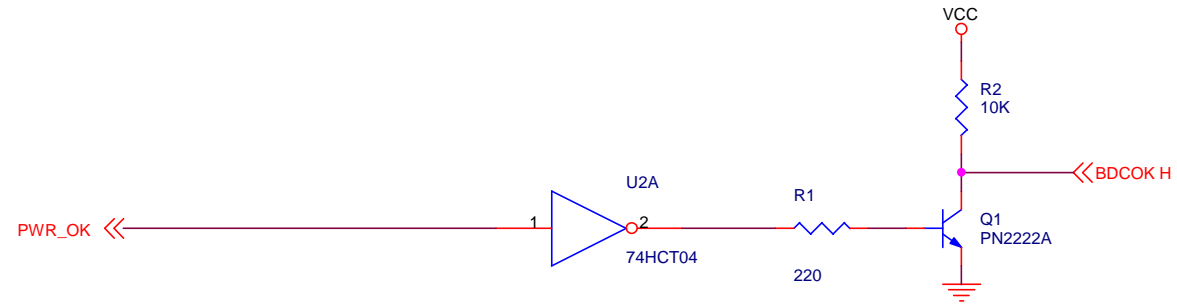 VCC
R2
10K
BDCOK H
U2A
R1
1
2
Q1
PN2222A
PWR_OK
74HCT04
220